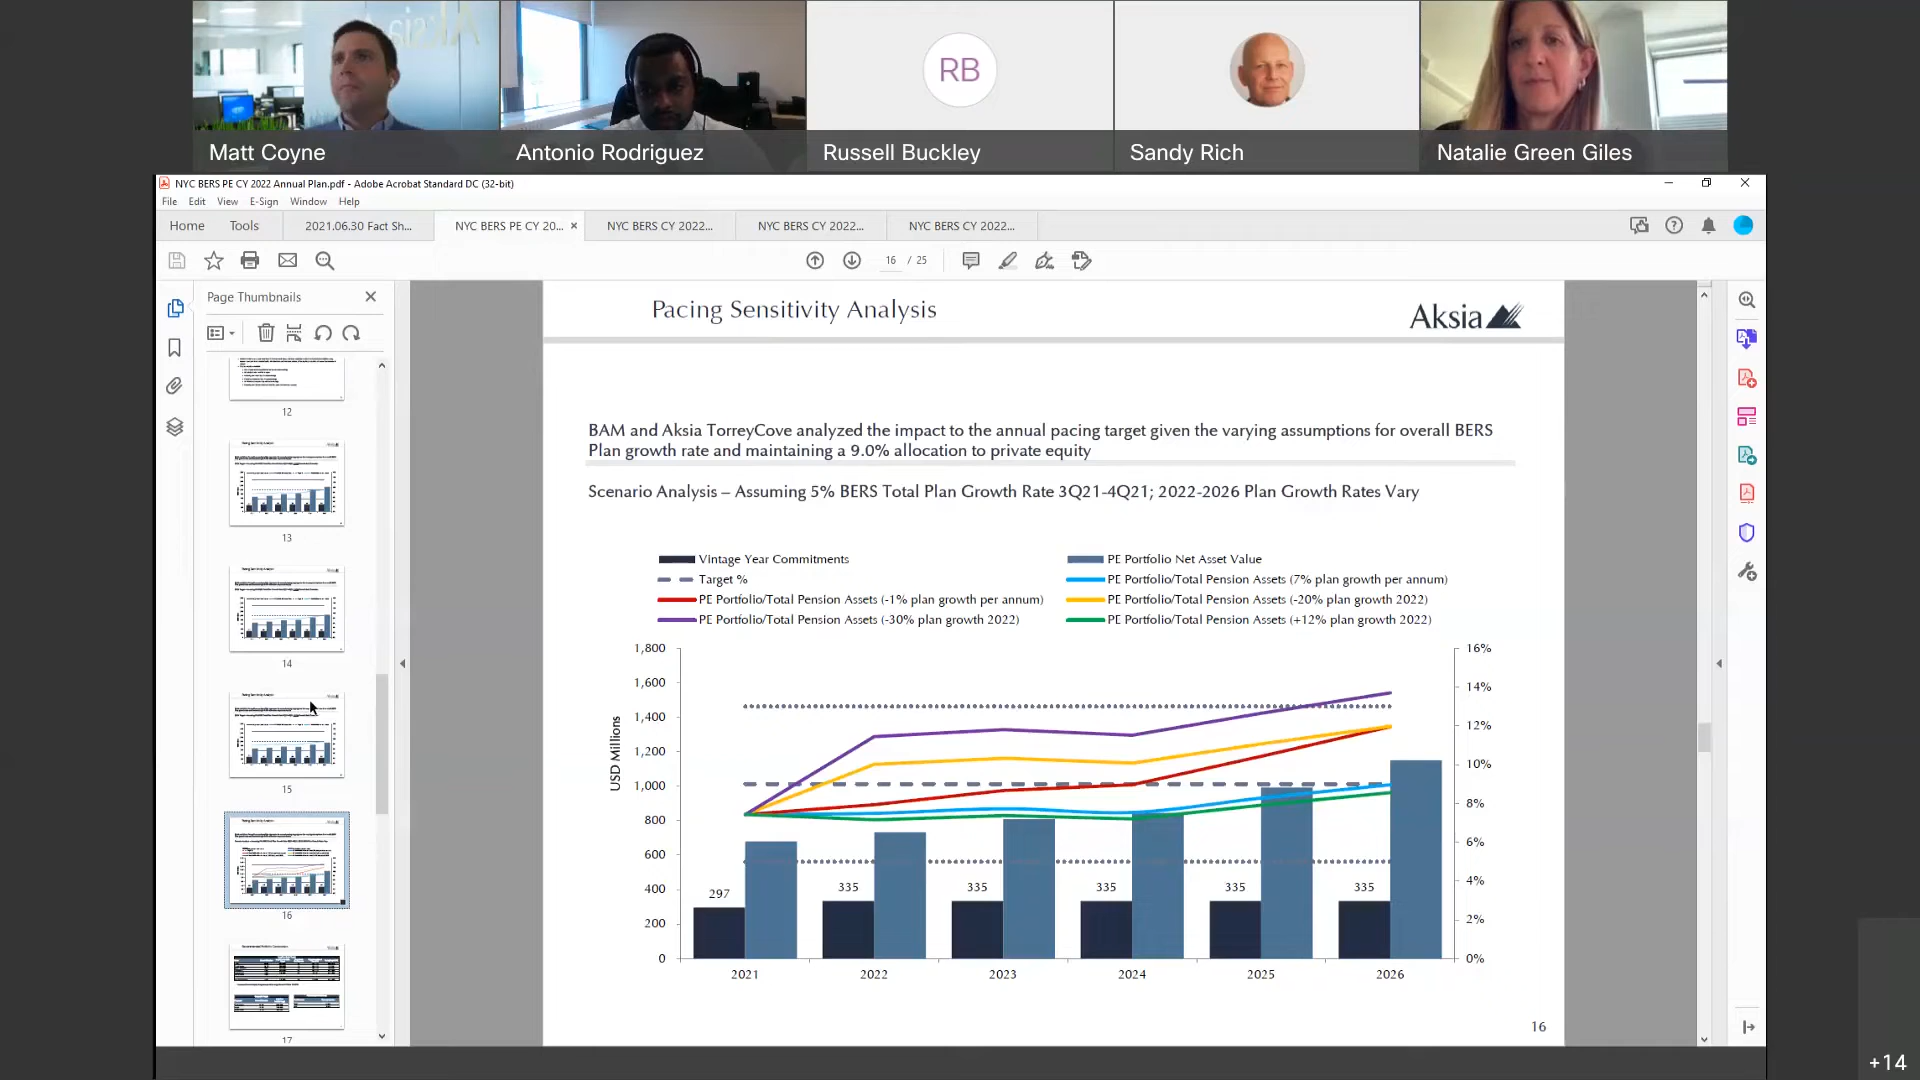 Matt Coyne
Antonio Rodriguez
RB
Russell Buckley
Sandy Rich
Natalie Green Giles
NYC BERS PE CY 2022 Annual Plan.pdf - Adobe Acrobat Standard DC (32-bit)
File Edit View E-Sign Window Help
Home Tools 2021.06.30 Fact Sh... NYC BERS PE CY 20... × NYC BERS CY 2022... NYC BERS CY 2022... NYC BERS CY 2022...
16 / 25
Page Thumbnails
12
13
14
15
16
17
Pacing Sensitivity Analysis
Aksia
BAM and Aksia TorreyCove analyzed the impact to the annual pacing target given the varying assumptions for overall BERS
Plan growth rate and maintaining a 9.0% allocation to private equity
Scenario Analysis – Assuming 5% BERS Total Plan Growth Rate 3Q21-4Q21; 2022-2026 Plan Growth Rates Vary
Vintage Year Commitments PE Portfolio Net Asset Value
Target % PE Portfolio/Total Pension Assets (7% plan growth per annum)
PE Portfolio/Total Pension Assets (-1% plan growth per annum) PE Portfolio/Total Pension Assets (-20% plan growth 2022)
PE Portfolio/Total Pension Assets (-30% plan growth 2022) PE Portfolio/Total Pension Assets (+12% plan growth 2022)
USD Millions
1,800
1,600
1,400
1,200
1,000
800
600
400
200
0
16%
14%
12%
10%
8%
6%
4%
2%
0%
297 335 335 335 335 335
2021 2022 2023 2024 2025 2026
16
+14